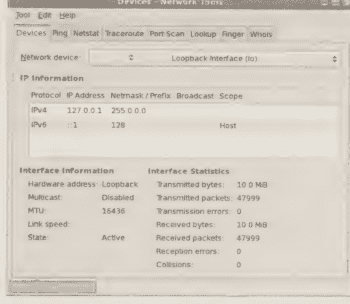 Devices - Network Tools
Tool Edit Help
Devices Ping Netstat Traceroute Port Scan Lookup Finger Whois
Network device: Loopback Interface (lo)
IP Information
Protocol IP Address Netmask / Prefix Broadcast Scope
IPv4 127.0.0.1 255.0.0.0
IPv6 ::1 128 Host
Interface Information Interface Statistics
Hardware address: Loopback Transmitted bytes: 10.0 MiB
Multicast: Disabled Transmitted packets: 47999
MTU: 16436 Transmission errors: 0
Link speed: Received bytes: 10.0 MiB
State: Active Received packets: 47999
Reception errors: 0
Collisions: 0